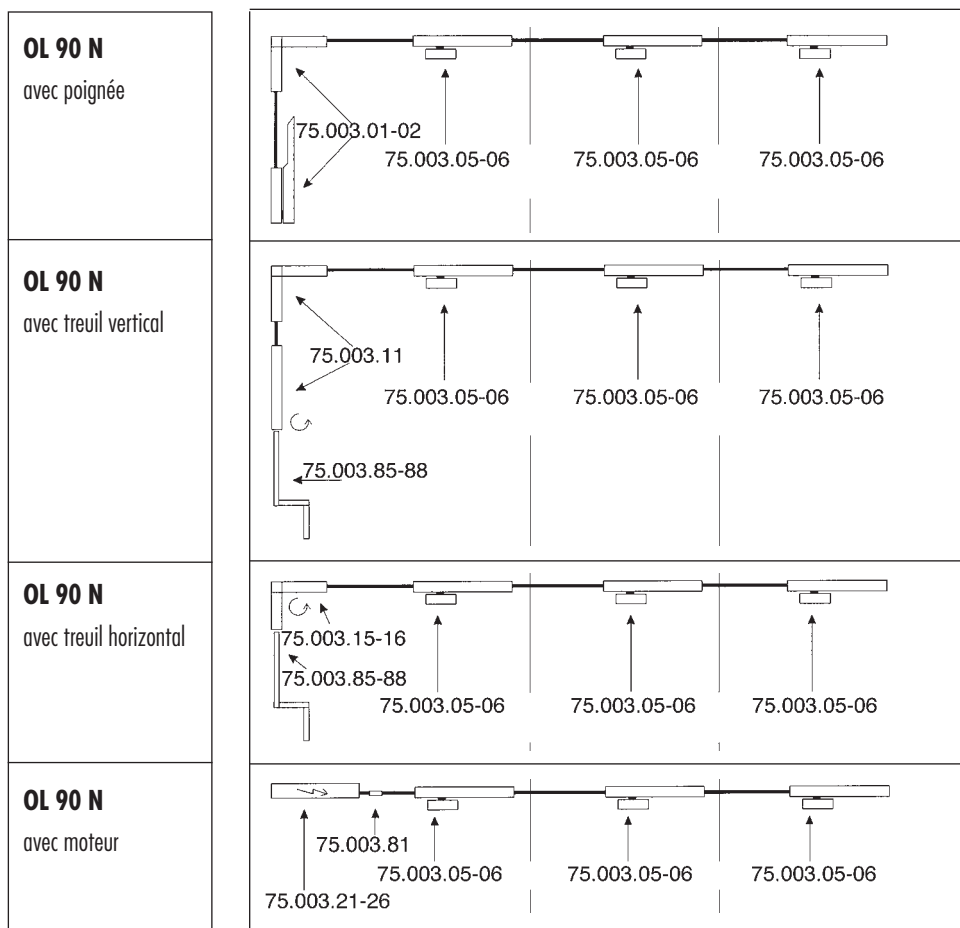 OL 90 N
avec poignée
75.003.01-02
75.003.05-06
75.003.05-06
75.003.05-06
OL 90 N
avec treuil vertical
75.003.11
75.003.05-06
75.003.05-06
75.003.05-06
75.003.85-88
OL 90 N
avec treuil horizontal
75.003.15-16
75.003.85-88
75.003.05-06
75.003.05-06
75.003.05-06
OL 90 N
avec moteur
75.003.81
75.003.05-06
75.003.05-06
75.003.05-06
75.003.21-26